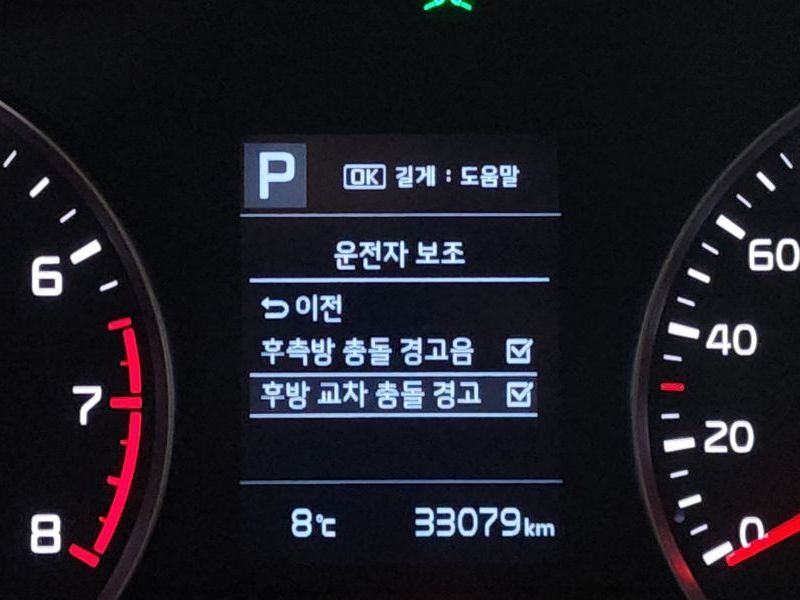 P OK 길게 : 도움말
운전자 보조
이전
후측방 충돌 경고음
후방 교차 충돌 경고
8℃ 33079km
6
7
8
60
40
20
0